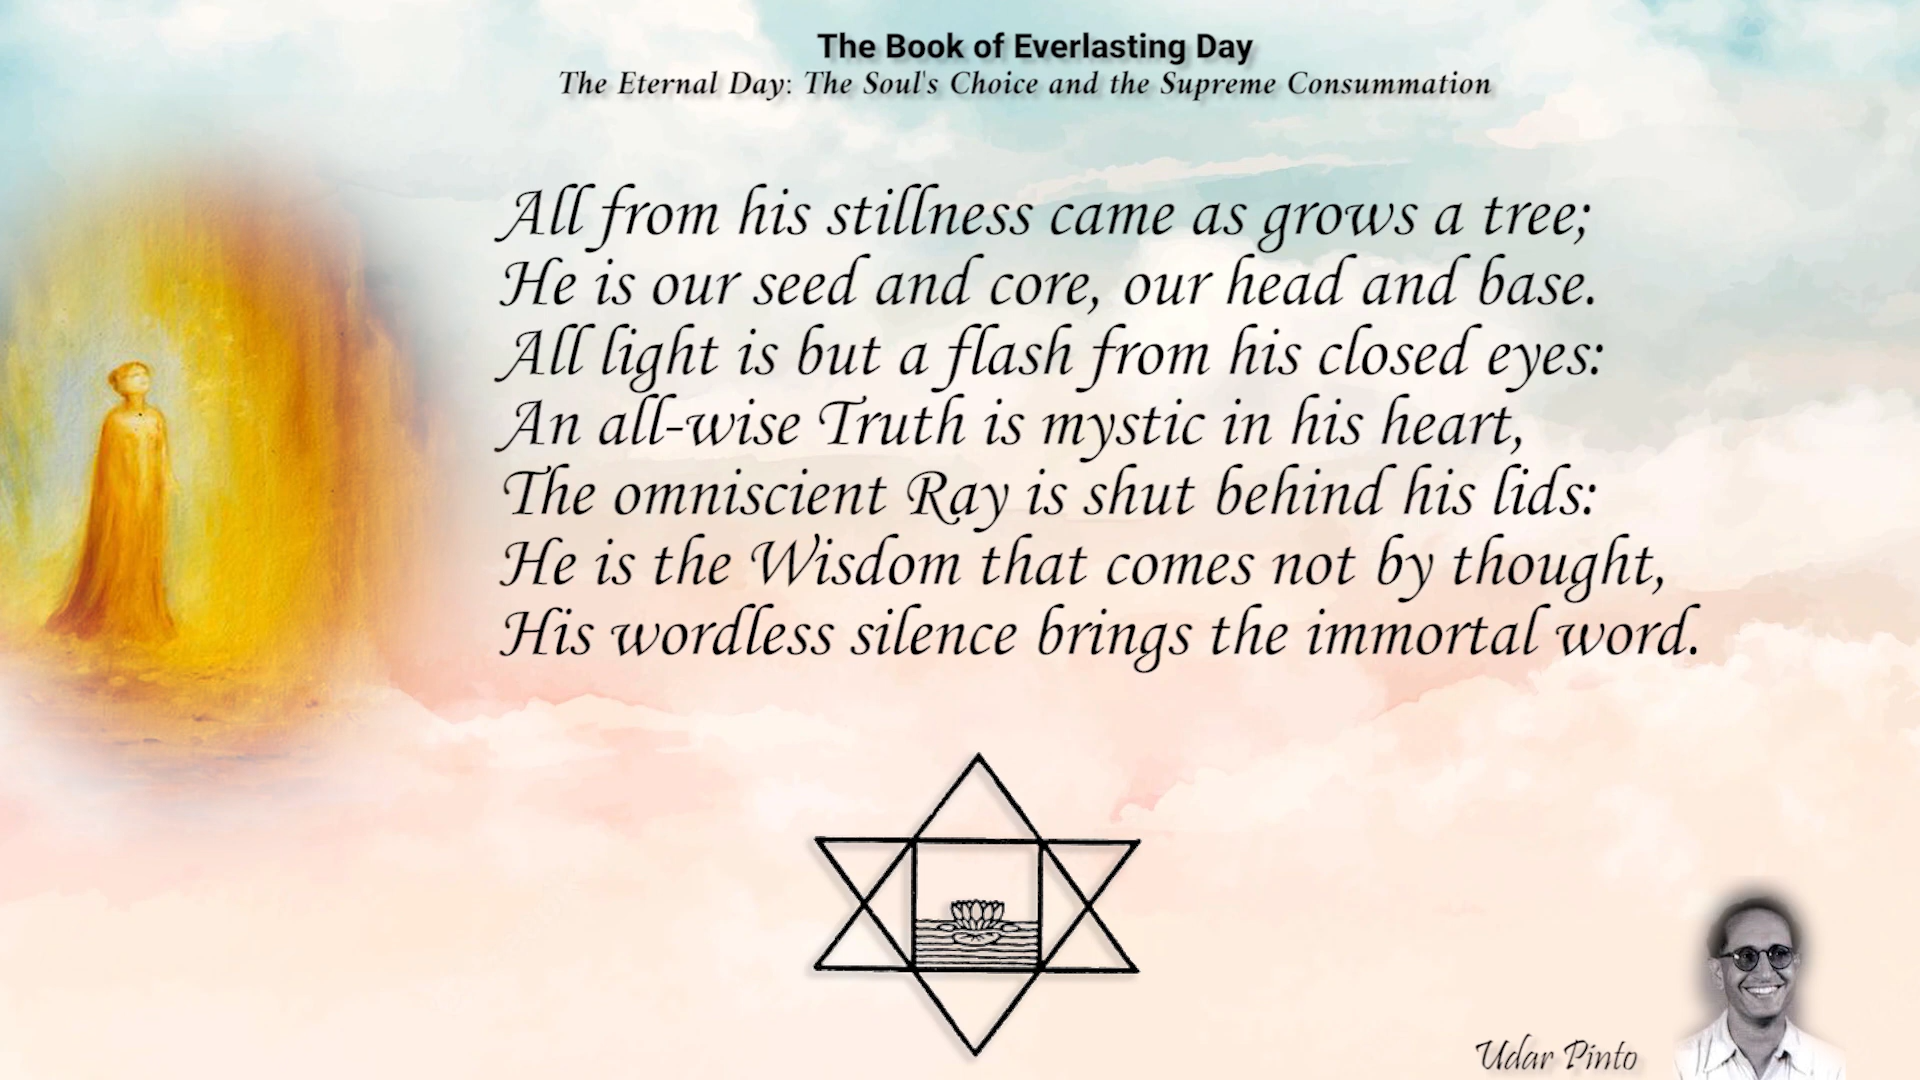 The Book of Everlasting Day
The Eternal Day: The Soul's Choice and the Supreme Consummation
All from his stillness came as grows a tree;
He is our seed and core, our head and base.
All light is but a flash from his closed eyes:
An all-wise Truth is mystic in his heart,
The omniscient Ray is shut behind his lids:
He is the Wisdom that comes not by thought,
His wordless silence brings the immortal word.
Udar Pinto